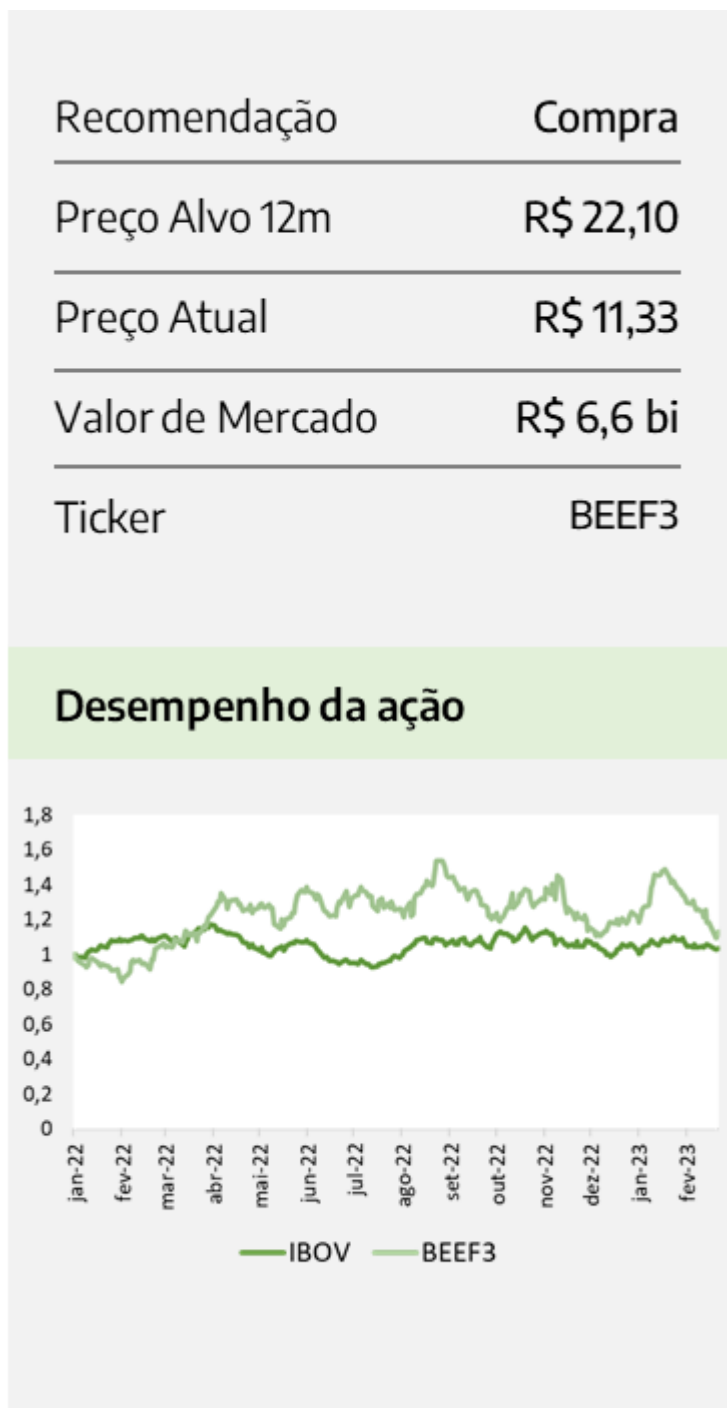 Recomendação Compra
Preço Alvo 12m R$ 22,10
Preço Atual R$ 11,33
Valor de Mercado R$ 6,6 bi
Ticker BEEF3
Desempenho da ação
1,8
1,6
1,4
1,2
1
0,8
0,6
0,4
0,2
0
jan-22
fev-22
mar-22
abr-22
mai-22
jun-22
jul-22
ago-22
set-22
out-22
nov-22
dez-22
jan-23
fev-23
IBOV BEEF3